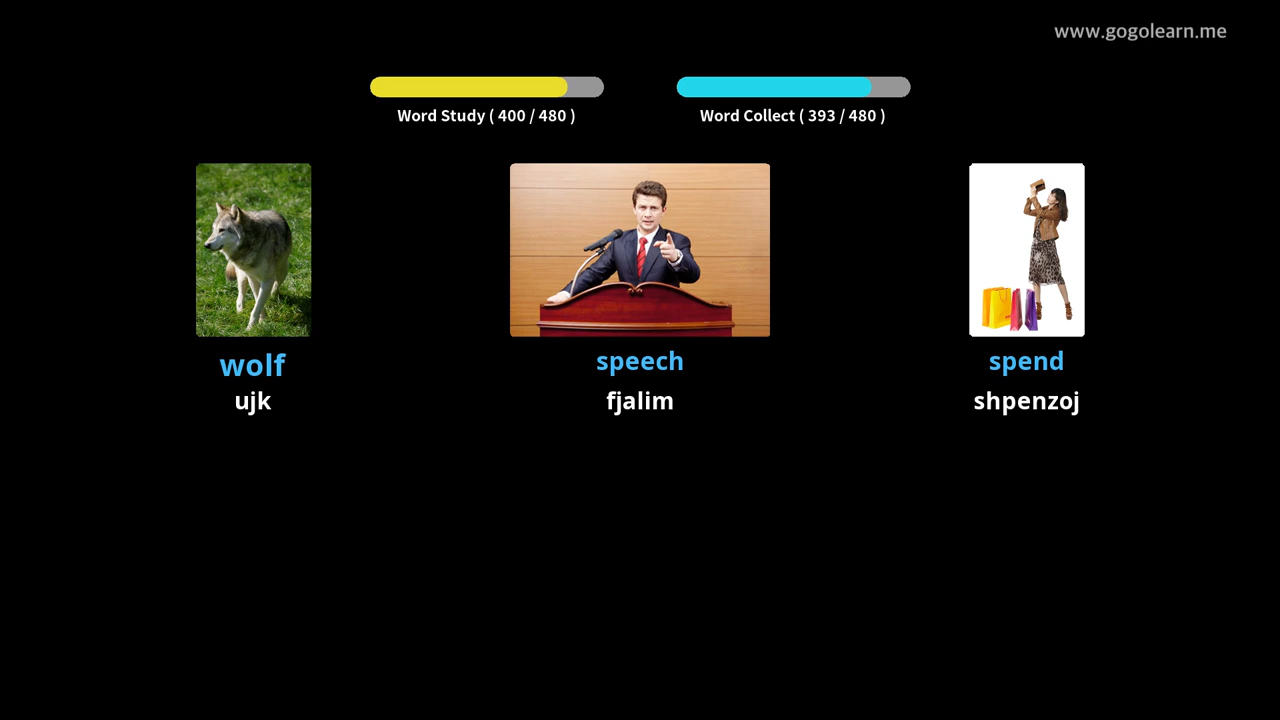 www.gogolearn.me
Word Study ( 400 / 480 )
Word Collect ( 393 / 480 )
wolf
ujk
speech
fjalim
spend
shpenzoj